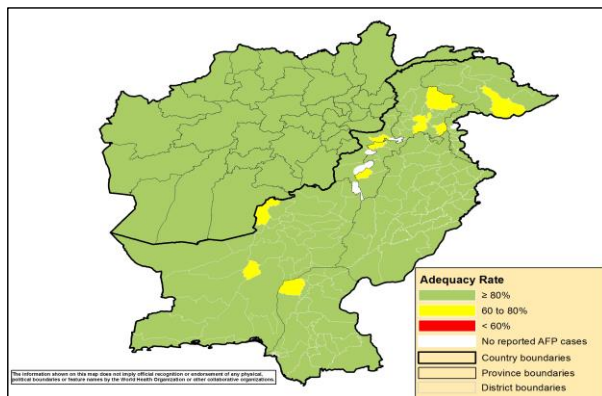 Adequacy Rate
≥ 80%
60 to 80%
< 60%
No reported AFP cases
Country boundaries
Province boundaries
District boundaries
The information shown on this map does not imply official recognition or endorsement of any physical,
political boundaries or feature names by the World Health Organization or other collaborative organizations.